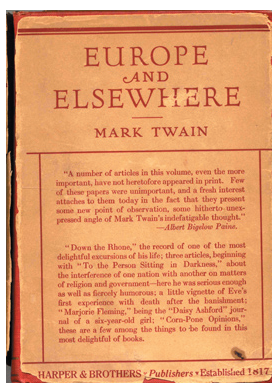 EUROPE
AND
ELSEWHERE
MARK TWAIN
"A number of articles in this volume, even the more
important, have not heretofore appeared in print. Few
of these papers were unimportant, and a fresh interest
attaches to them today in the fact that they present
some new point of observation, some hitherto unex-
pressed angle of Mark Twain's indefatigable thought."
—Albert Bigelow Paine.
"Down the Rhone," the record of one of the most
delightful excursions of his life; three articles, beginning
with "To the Person Sitting in Darkness," about
the interference of one nation with another on matters
of religion and government—here he was serious enough
as well as fiercely humorous; a little vignette of Eve's
first experience with death after the banishment;
"Marjorie Fleming," being the "Daisy Ashford" jour-
nal of a six-year-old girl; "Corn-Pone Opinions,"
these are a few among the things to be found in this
most delightful of books.
HARPER & BROTHERS · Publishers · Established 1817